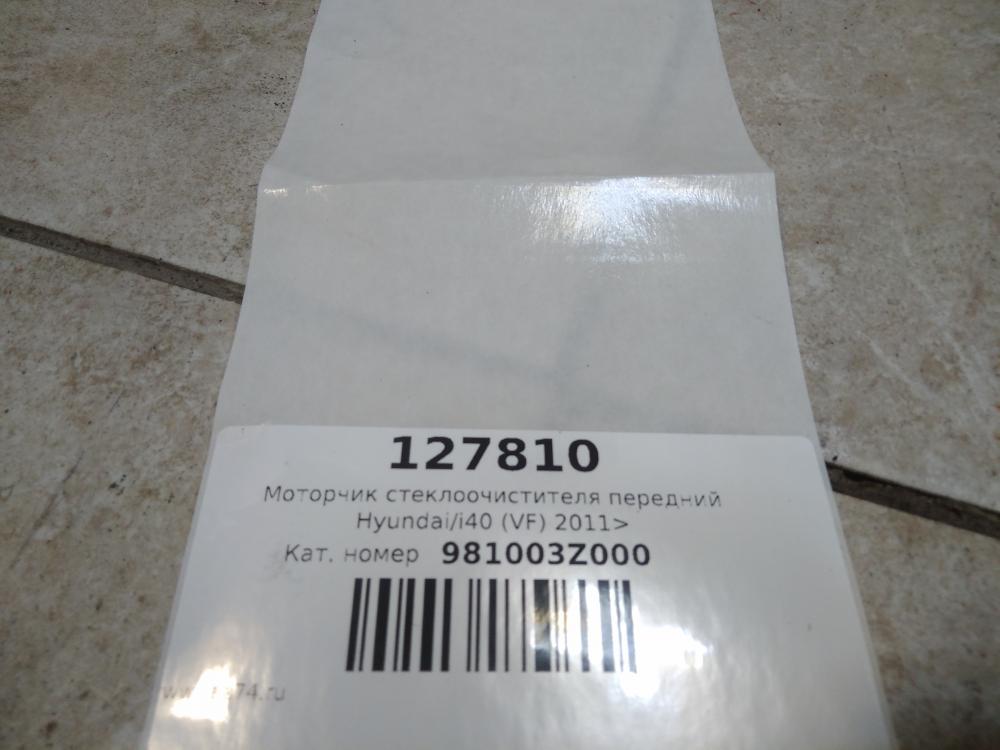 127810
Моторчик стеклоочистителя передний
Hyundai/i40 (VF) 2011>
Кат. номер 981003Z000